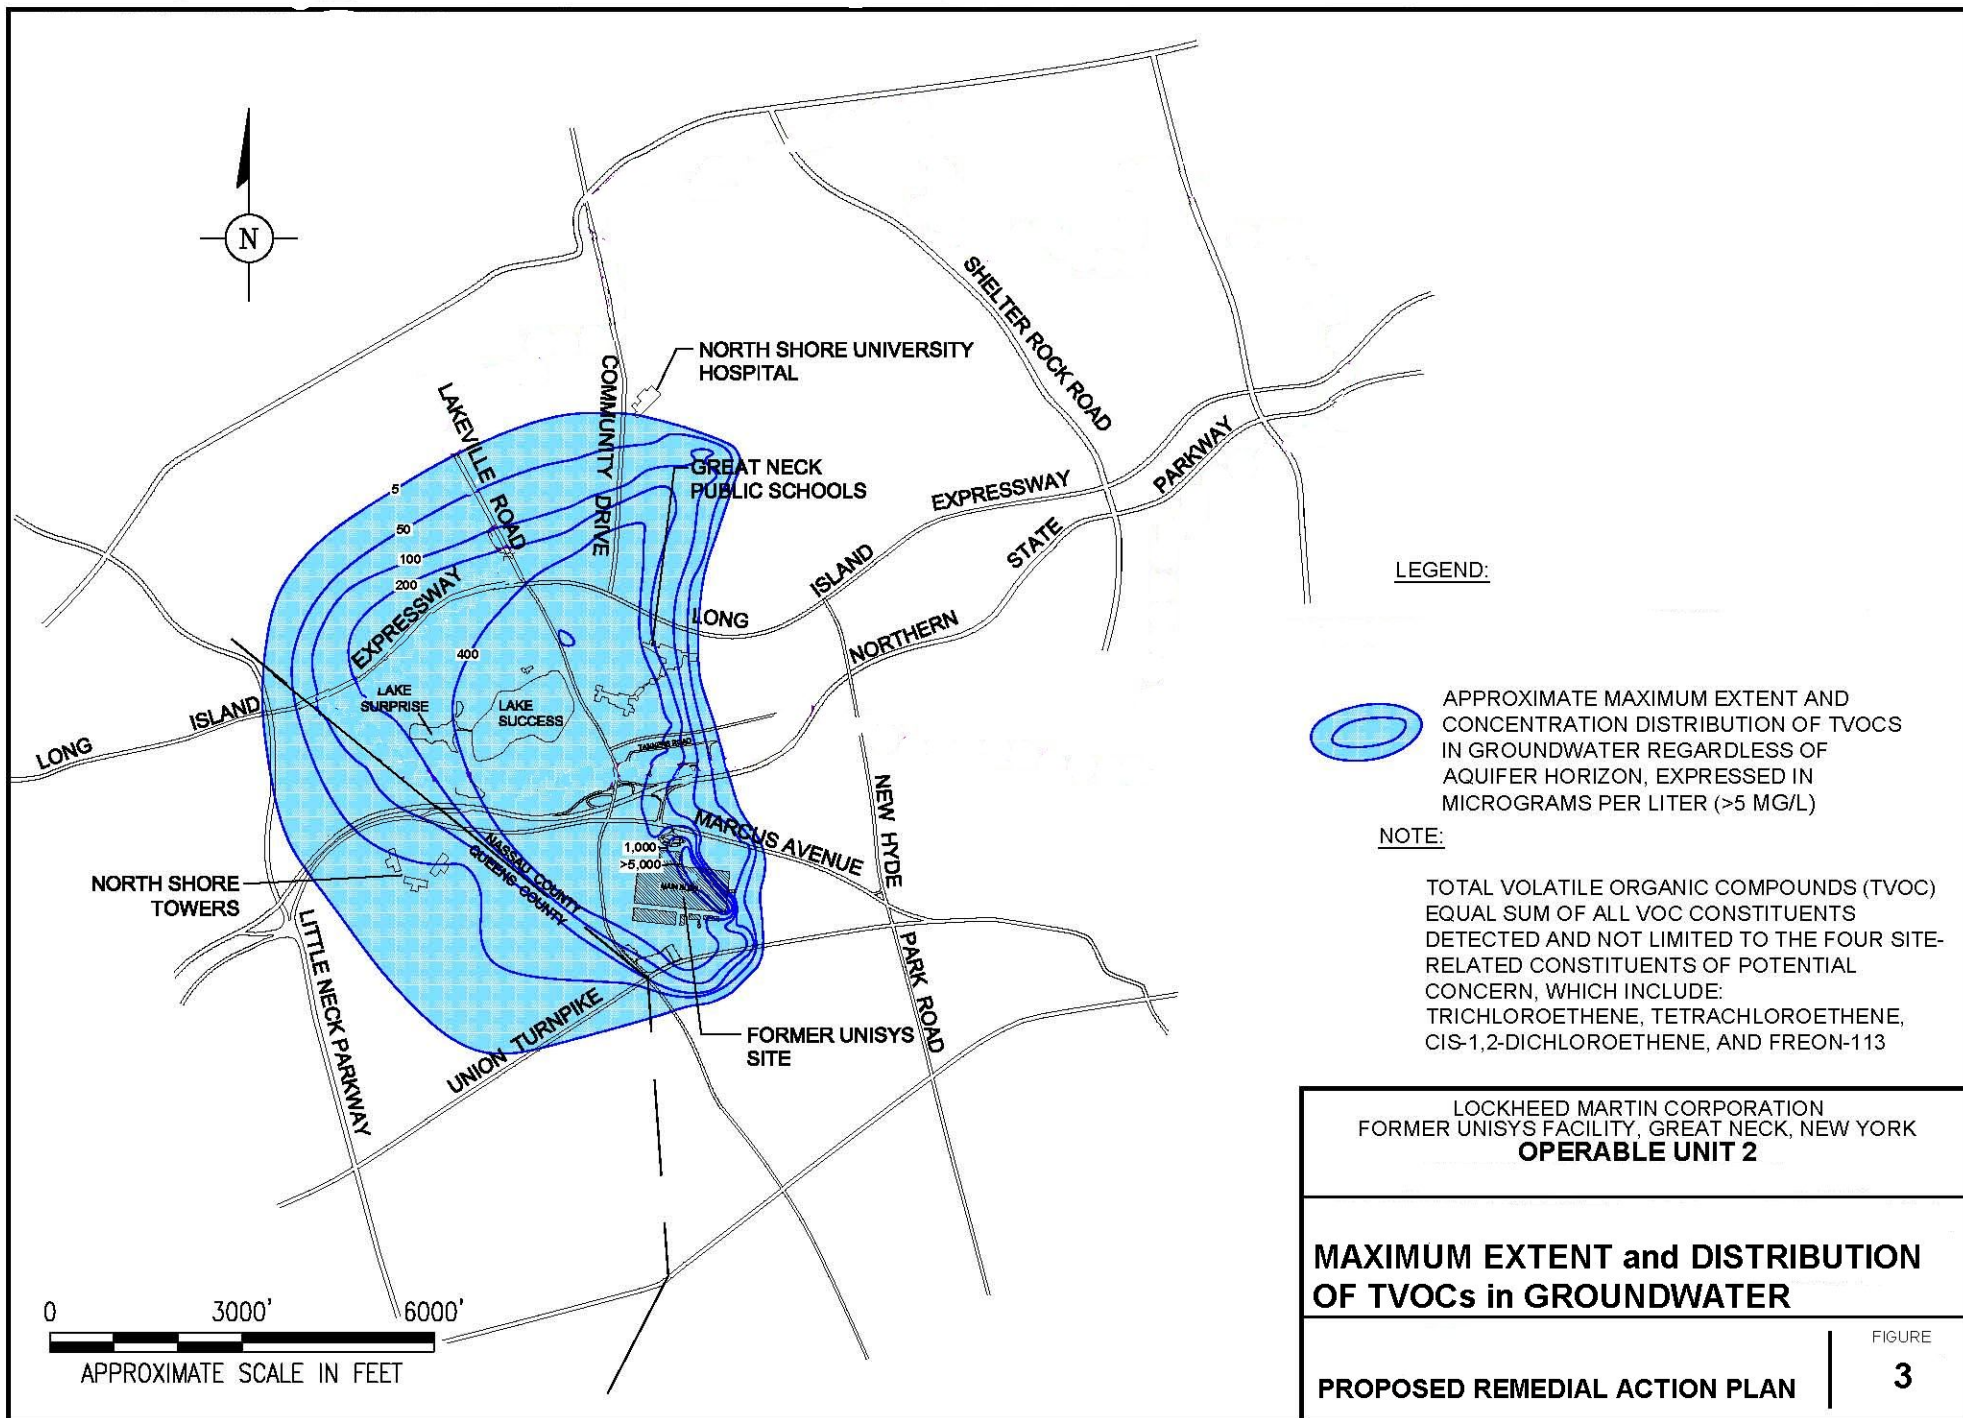 N
NORTH SHORE UNIVERSITY
HOSPITAL
SHELTER ROCK ROAD
COMMUNITY DRIVE
LAKEVILLE ROAD
GREAT NECK
PUBLIC SCHOOLS
5
50
100
200
400
EXPRESSWAY
LONG ISLAND EXPRESSWAY
NORTHERN STATE PARKWAY
LONG ISLAND
LAKE
SURPRISE
LAKE
SUCCESS
MARCUS AVENUE
NEW HYDE PARK ROAD
1,000
>5,000
NASSAU COUNTY
QUEENS COUNTY
NORTH SHORE
TOWERS
LITTLE NECK PARKWAY
UNION TURNPIKE
FORMER UNISYS
SITE
0 3000' 6000'
APPROXIMATE SCALE IN FEET
LEGEND:
APPROXIMATE MAXIMUM EXTENT AND
CONCENTRATION DISTRIBUTION OF TVOCS
IN GROUNDWATER REGARDLESS OF
AQUIFER HORIZON, EXPRESSED IN
MICROGRAMS PER LITER (>5 MG/L)
NOTE:
TOTAL VOLATILE ORGANIC COMPOUNDS (TVOC)
EQUAL SUM OF ALL VOC CONSTITUENTS
DETECTED AND NOT LIMITED TO THE FOUR SITE-
RELATED CONSTITUENTS OF POTENTIAL
CONCERN, WHICH INCLUDE:
TRICHLOROETHENE, TETRACHLOROETHENE,
CIS-1,2-DICHLOROETHENE, AND FREON-113
LOCKHEED MARTIN CORPORATION
FORMER UNISYS FACILITY, GREAT NECK, NEW YORK
OPERABLE UNIT 2
MAXIMUM EXTENT and DISTRIBUTION
OF TVOCs in GROUNDWATER
PROPOSED REMEDIAL ACTION PLAN
FIGURE
3